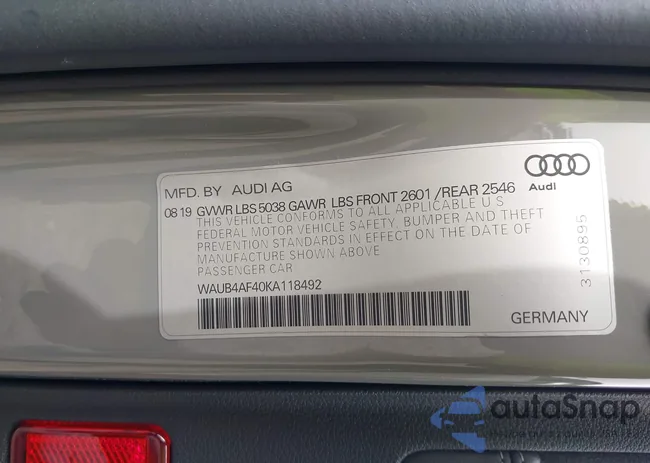 MFD. BY AUDI AG
Audi
08 19 GVWR LBS 5038 GAWR LBS FRONT 2601 /REAR 2546
THIS VEHICLE CONFORMS TO ALL APPLICABLE U S
FEDERAL MOTOR VEHICLE SAFETY, BUMPER AND THEFT
PREVENTION STANDARDS IN EFFECT ON THE DATE OF
MANUFACTURE SHOWN ABOVE
PASSENGER CAR
3130895
WAUB4AF40KA118492
GERMANY
autoSnap